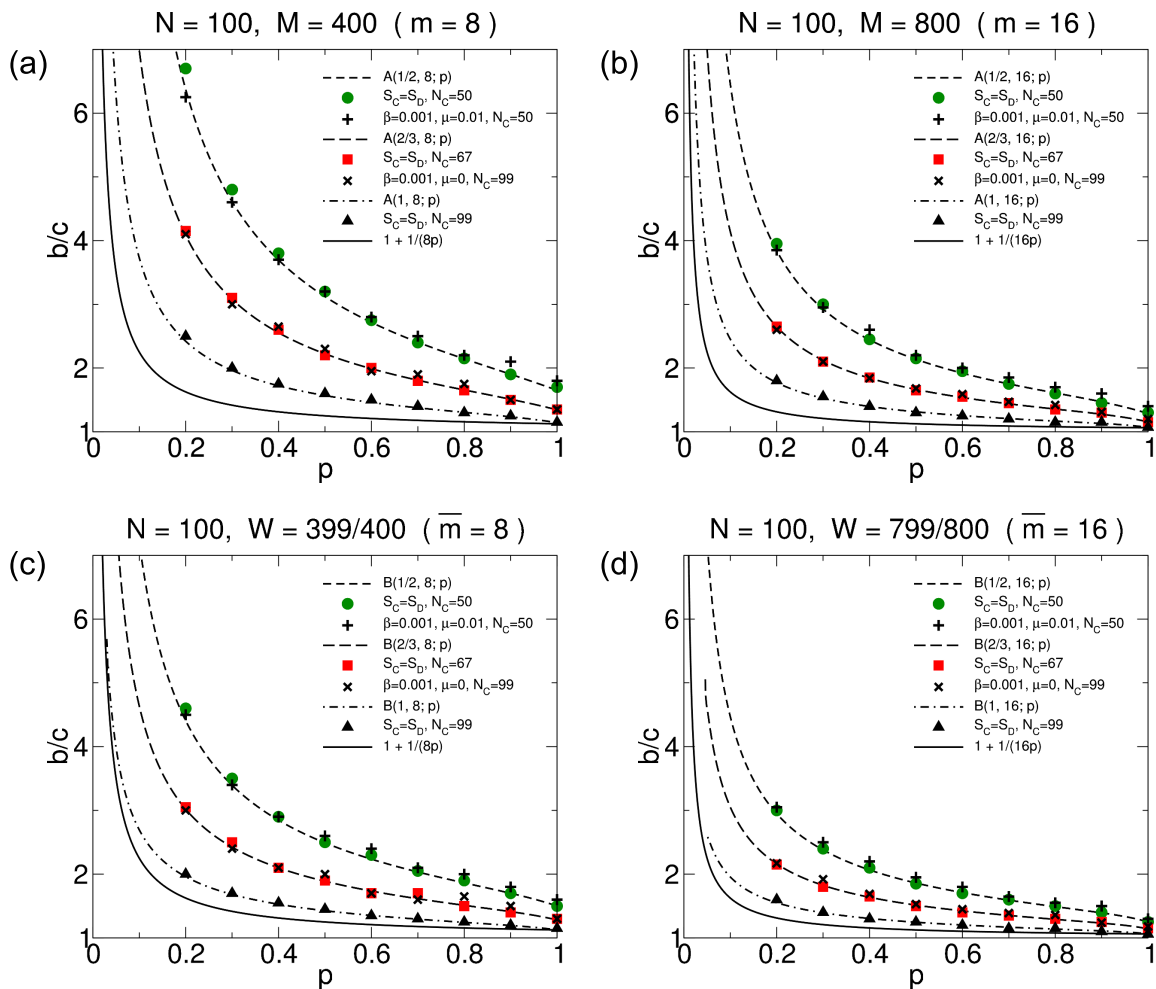 N = 100, M = 400 ( m = 8 )
(a)
b/c
6
4
2
1
0
0.2
0.4
0.6
0.8
1
p
A(1/2, 8; p)
S_C=S_D, N_C=50
β=0.001, μ=0.01, N_C=50
A(2/3, 8; p)
S_C=S_D, N_C=67
β=0.001, μ=0, N_C=99
A(1, 8; p)
S_C=S_D, N_C=99
1 + 1/(8p)
N = 100, M = 800 ( m = 16 )
(b)
b/c
6
4
2
1
0
0.2
0.4
0.6
0.8
1
p
A(1/2, 16; p)
S_C=S_D, N_C=50
β=0.001, μ=0.01, N_C=50
A(2/3, 16; p)
S_C=S_D, N_C=67
β=0.001, μ=0, N_C=99
A(1, 16; p)
S_C=S_D, N_C=99
1 + 1/(16p)
N = 100, W = 399/400 ( m̅ = 8 )
(c)
b/c
6
4
2
1
0
0.2
0.4
0.6
0.8
1
p
B(1/2, 8; p)
S_C=S_D, N_C=50
β=0.001, μ=0.01, N_C=50
B(2/3, 8; p)
S_C=S_D, N_C=67
β=0.001, μ=0, N_C=99
B(1, 8; p)
S_C=S_D, N_C=99
1 + 1/(8p)
N = 100, W = 799/800 ( m̅ = 16 )
(d)
b/c
6
4
2
1
0
0.2
0.4
0.6
0.8
1
p
B(1/2, 16; p)
S_C=S_D, N_C=50
β=0.001, μ=0.01, N_C=50
B(2/3, 16; p)
S_C=S_D, N_C=67
β=0.001, μ=0, N_C=99
B(1, 16; p)
S_C=S_D, N_C=99
1 + 1/(16p)